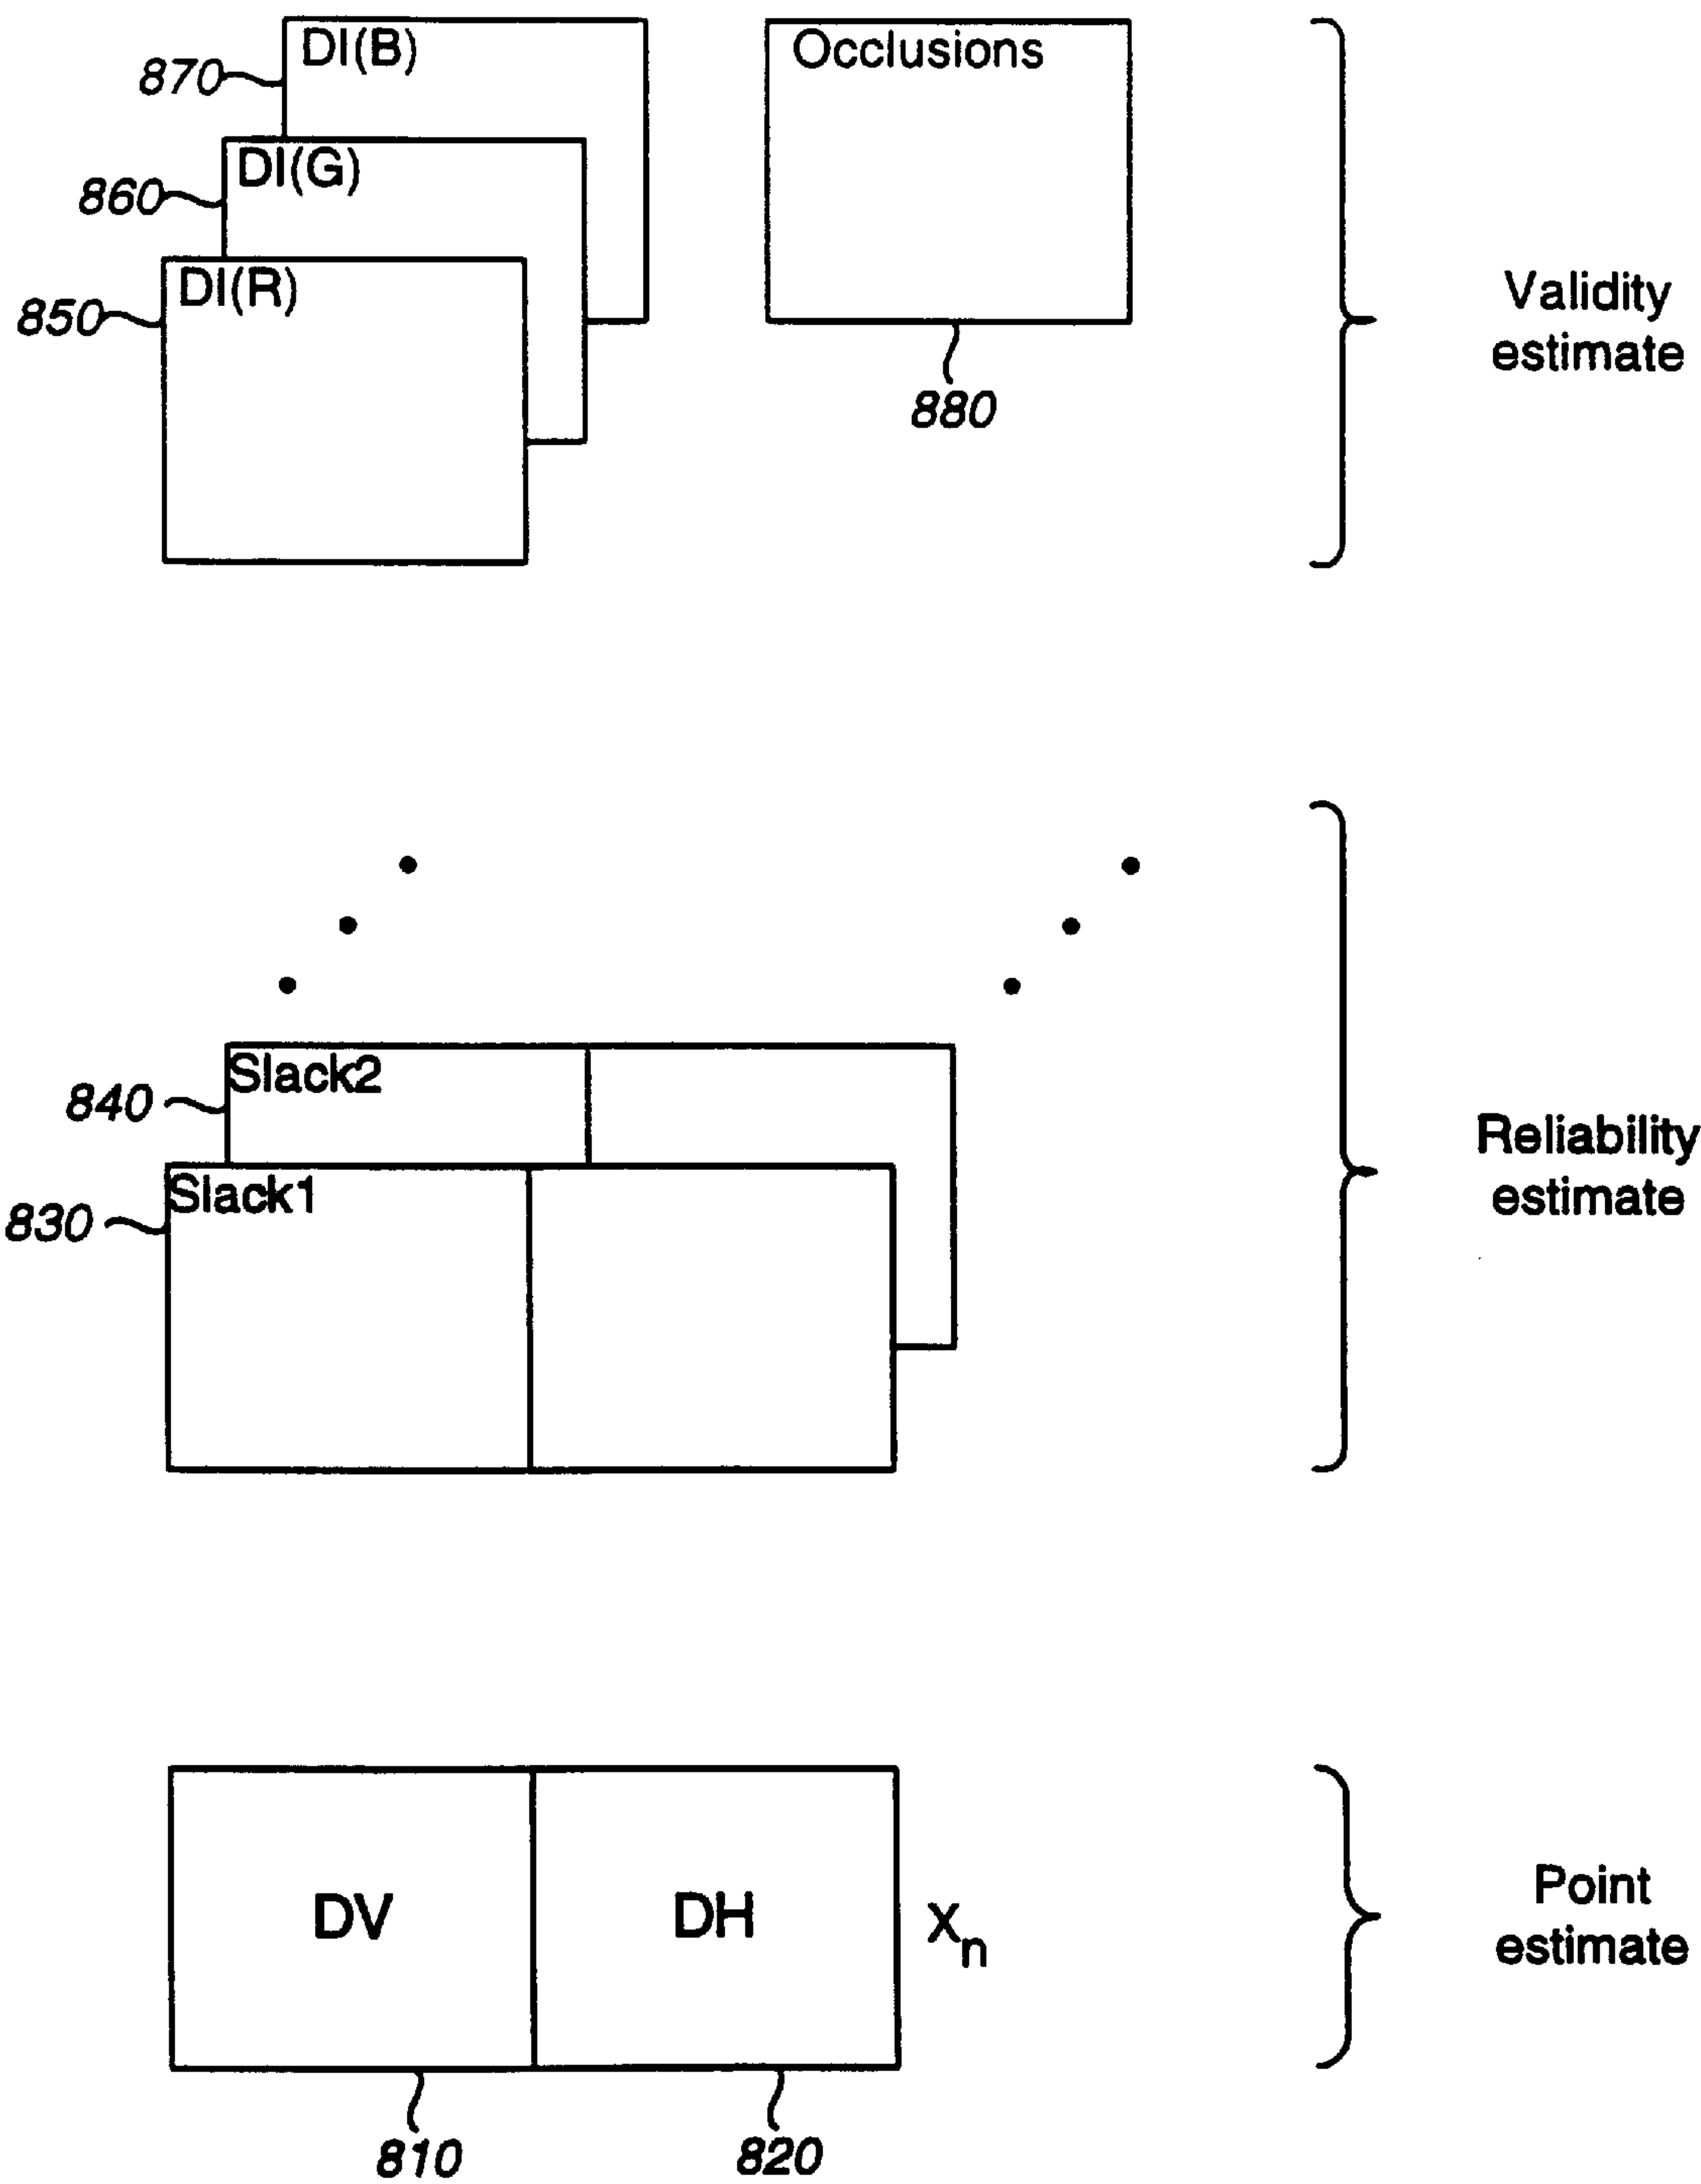 DI(B)
870
Occlusions
DI(G)
860
DI(R)
850
Validity
estimate
880
Slack2
840
Slack1
830
Reliability
estimate
DV
DH
Xn
Point
estimate
810
820